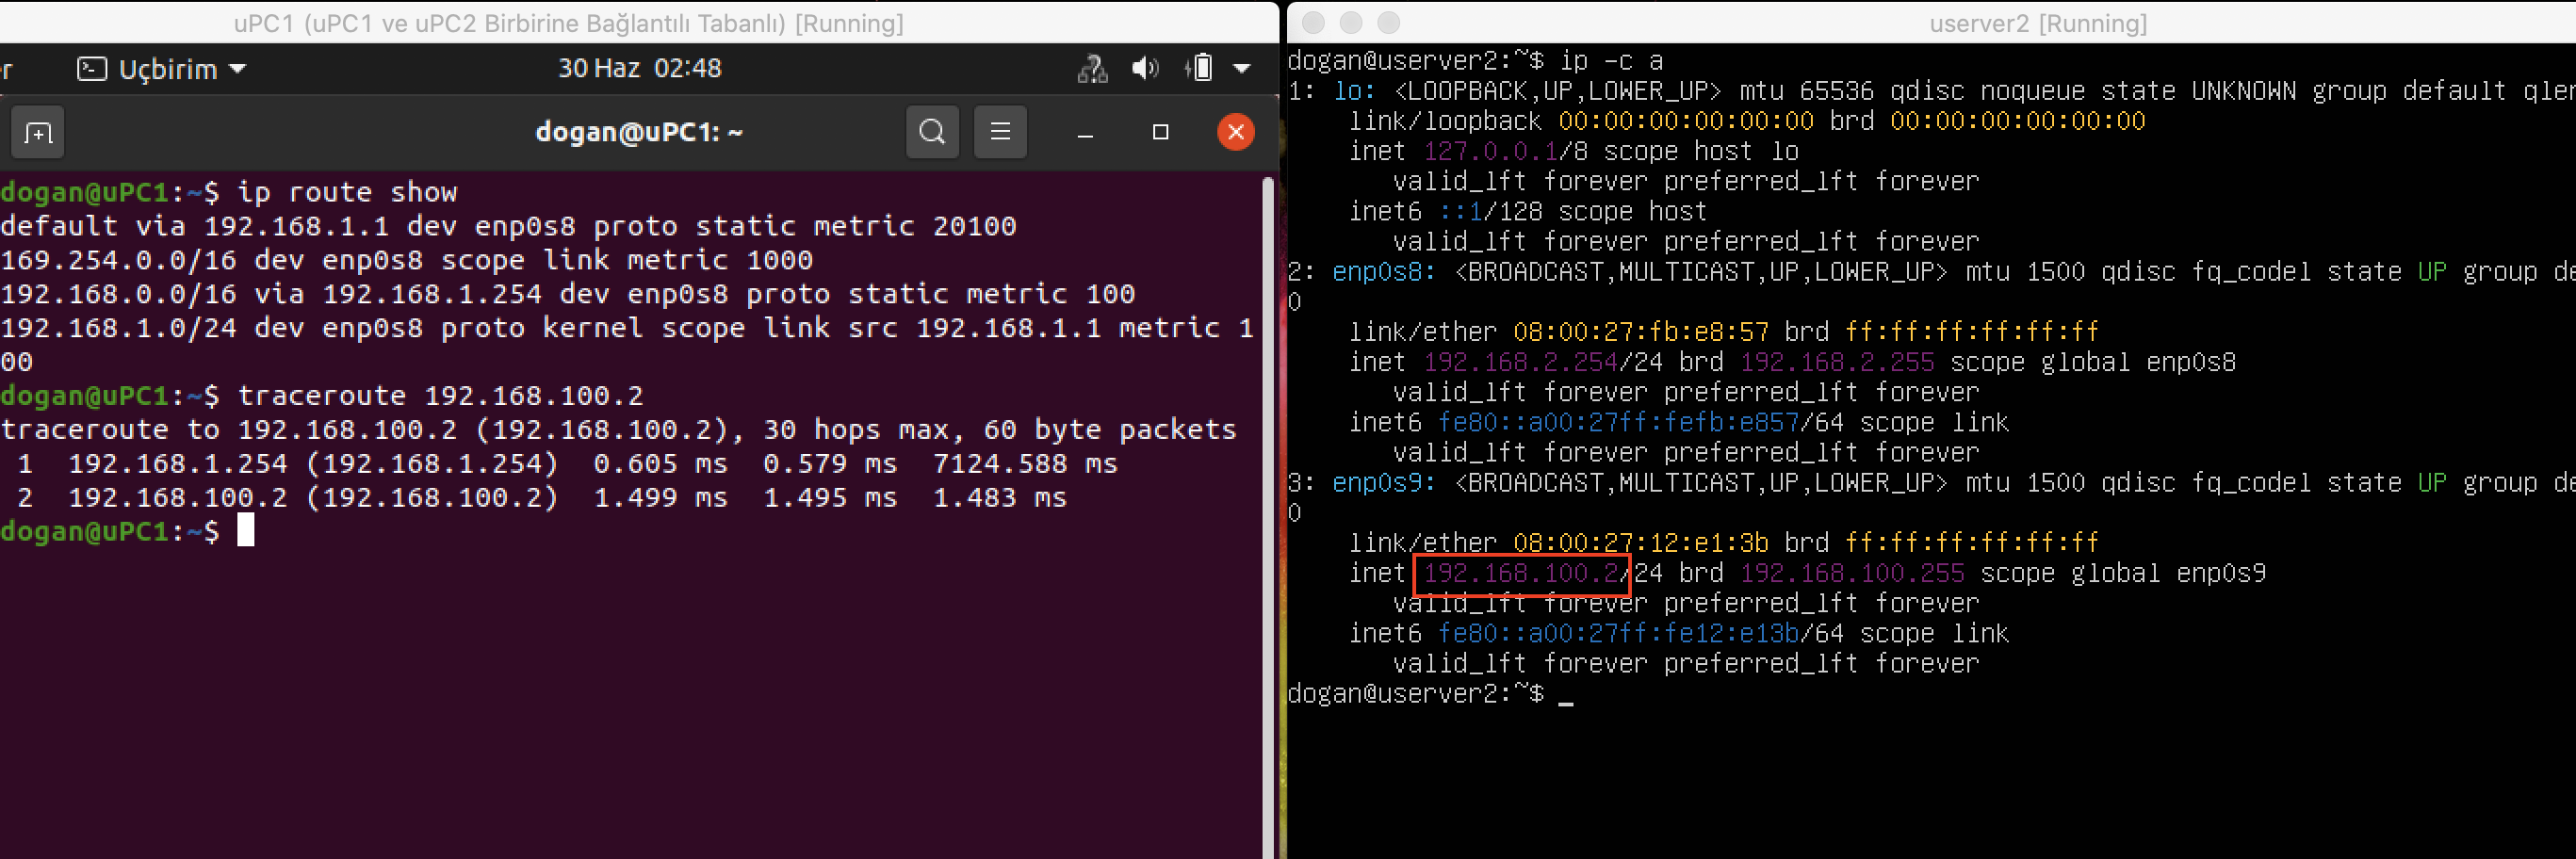 uPC1 (uPC1 ve uPC2 Birbirine Bağlantılı Tabanlı) [Running]
Uçbirim
30 Haz 02:48
dogan@uPC1: ~
dogan@uPC1:~$ ip route show
default via 192.168.1.1 dev enp0s8 proto static metric 20100
169.254.0.0/16 dev enp0s8 scope link metric 1000
192.168.0.0/16 via 192.168.1.254 dev enp0s8 proto static metric 100
192.168.1.0/24 dev enp0s8 proto kernel scope link src 192.168.1.1 metric 1
00
dogan@uPC1:~$ traceroute 192.168.100.2
traceroute to 192.168.100.2 (192.168.100.2), 30 hops max, 60 byte packets
1 192.168.1.254 (192.168.1.254) 0.605 ms 0.579 ms 7124.588 ms
2 192.168.100.2 (192.168.100.2) 1.499 ms 1.495 ms 1.483 ms
dogan@uPC1:~$
userver2 [Running]
dogan@userver2:~$ ip -c a
1: lo: <LOOPBACK,UP,LOWER_UP> mtu 65536 qdisc noqueue state UNKNOWN group default qlen
link/loopback 00:00:00:00:00:00 brd 00:00:00:00:00:00
inet 127.0.0.1/8 scope host lo
valid_lft forever preferred_lft forever
inet6 ::1/128 scope host
valid_lft forever preferred_lft forever
2: enp0s8: <BROADCAST,MULTICAST,UP,LOWER_UP> mtu 1500 qdisc fq_codel state UP group de
0
link/ether 08:00:27:fb:e8:57 brd ff:ff:ff:ff:ff:ff
inet 192.168.2.254/24 brd 192.168.2.255 scope global enp0s8
valid_lft forever preferred_lft forever
inet6 fe80::a00:27ff:fefb:e857/64 scope link
valid_lft forever preferred_lft forever
3: enp0s9: <BROADCAST,MULTICAST,UP,LOWER_UP> mtu 1500 qdisc fq_codel state UP group de
0
link/ether 08:00:27:12:e1:3b brd ff:ff:ff:ff:ff:ff
inet 192.168.100.2/24 brd 192.168.100.255 scope global enp0s9
valid_lft forever preferred_lft forever
inet6 fe80::a00:27ff:fe12:e13b/64 scope link
valid_lft forever preferred_lft forever
dogan@userver2:~$ _